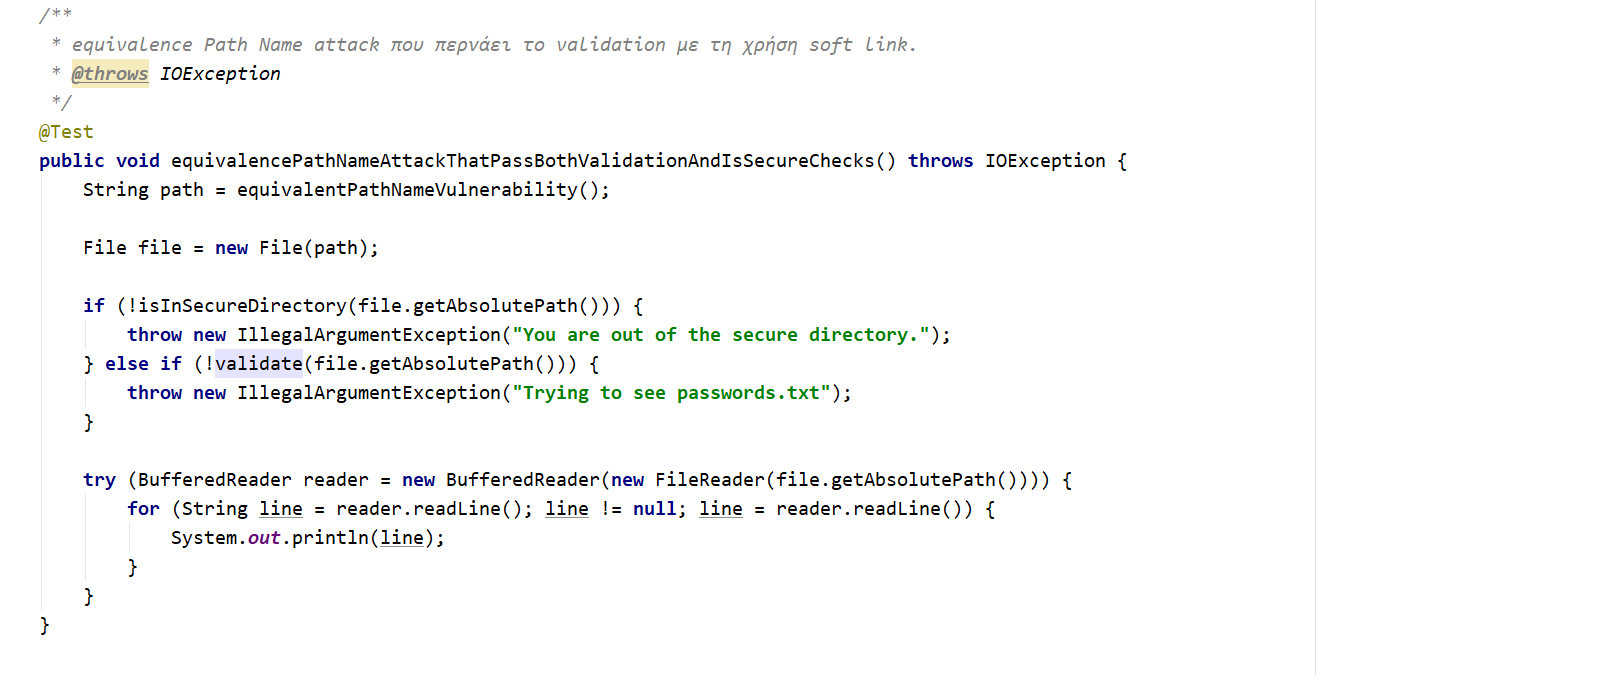 /**
 * equivalence Path Name attack που περνάει το validation με τη χρήση soft link.
 * @throws IOException
 */
@Test
public void equivalencePathNameAttackThatPassBothValidationAndIsSecureChecks() throws IOException {
    String path = equivalentPathNameVulnerability();
    File file = new File(path);
    if (!isInSecureDirectory(file.getAbsolutePath())) {
        throw new IllegalArgumentException("You are out of the secure directory.");
    } else if (!validate(file.getAbsolutePath())) {
        throw new IllegalArgumentException("Trying to see passwords.txt");
    }
    try (BufferedReader reader = new BufferedReader(new FileReader(file.getAbsolutePath()))) {
        for (String line = reader.readLine(); line != null; line = reader.readLine()) {
            System.out.println(line);
        }
    }
}